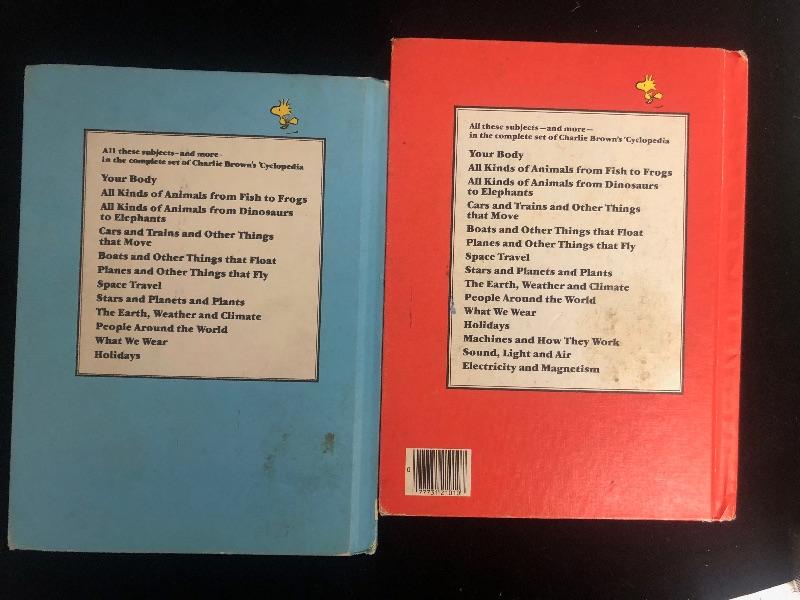 All these subjects—and more—
in the complete set of Charlie Brown's 'Cyclopedia
Your Body
All Kinds of Animals from Fish to Frogs
All Kinds of Animals from Dinosaurs
to Elephants
Cars and Trains and Other Things
that Move
Boats and Other Things that Float
Planes and Other Things that Fly
Space Travel
Stars and Planets and Plants
The Earth, Weather and Climate
People Around the World
What We Wear
Holidays
All these subjects—and more—
in the complete set of Charlie Brown's 'Cyclopedia
Your Body
All Kinds of Animals from Fish to Frogs
All Kinds of Animals from Dinosaurs
to Elephants
Cars and Trains and Other Things
that Move
Boats and Other Things that Float
Planes and Other Things that Fly
Space Travel
Stars and Planets and Plants
The Earth, Weather and Climate
People Around the World
What We Wear
Holidays
Machines and How They Work
Sound, Light and Air
Electricity and Magnetism
0